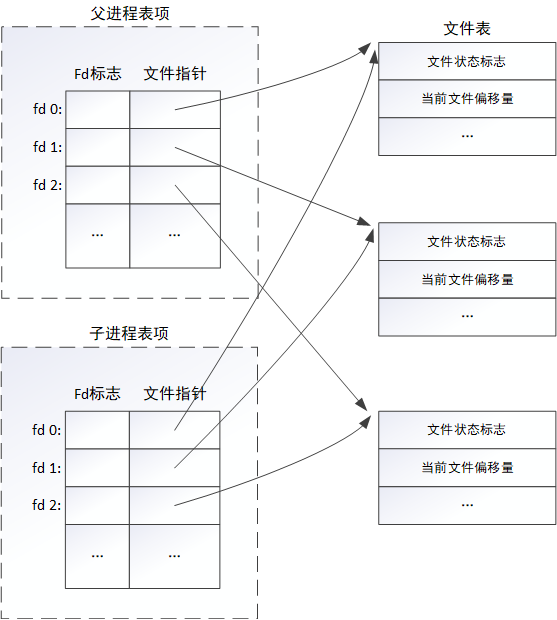 父进程表项
Fd标志 文件指针
fd 0:
fd 1:
fd 2:
... ...
子进程表项
Fd标志 文件指针
fd 0:
fd 1:
fd 2:
... ...
文件表
文件状态标志
当前文件偏移量
...
文件状态标志
当前文件偏移量
...
文件状态标志
当前文件偏移量
...